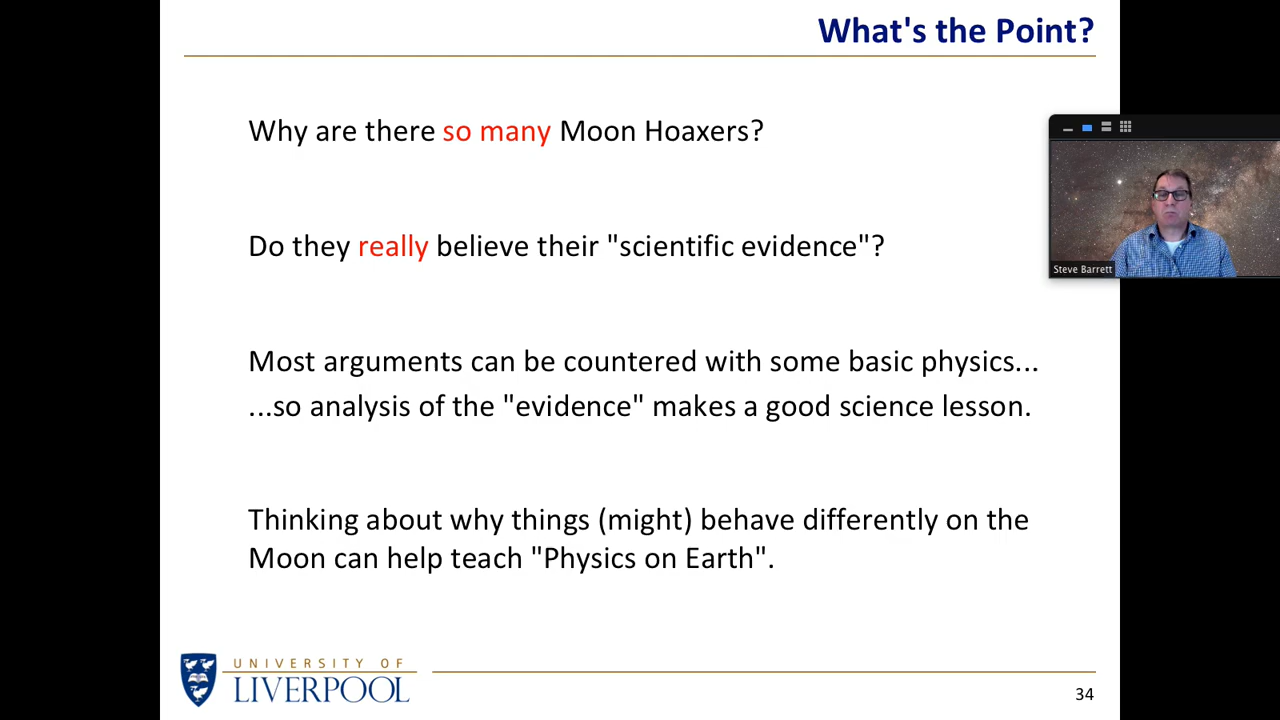 What's the Point?
Why are there so many Moon Hoaxers?
Do they really believe their "scientific evidence"?
Steve Barrett
Most arguments can be countered with some basic physics...
...so analysis of the "evidence" makes a good science lesson.
Thinking about why things (might) behave differently on the
Moon can help teach "Physics on Earth".
UNIVERSITY OF
LIVERPOOL
34